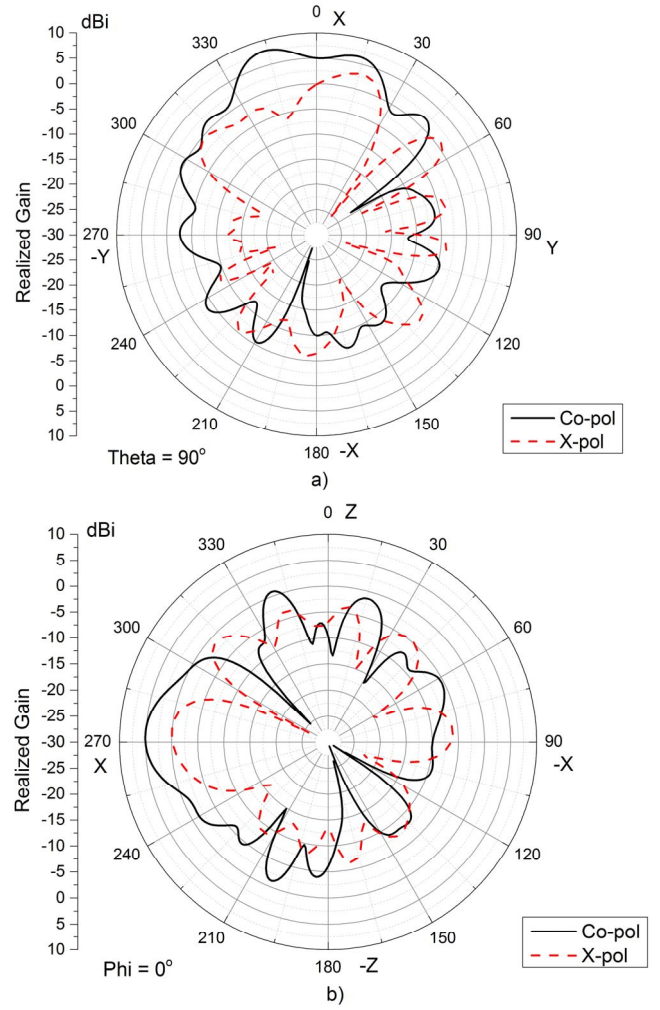 dBi
0 X
10
5
0
-5
-10
-15
-20
-25
-30
-25
-20
-15
-10
-5
0
5
10
Realized Gain
330
30
300
60
270
-Y
90
Y
240
120
210
150
180 -X
Theta = 90°
Co-pol
X-pol
a)
0 Z
dBi
10
5
0
-5
-10
-15
-20
-25
-30
-25
-20
-15
-10
-5
0
5
10
Realized Gain
330
30
300
60
270
X
90
-X
240
120
210
150
180 -Z
Phi = 0°
Co-pol
X-pol
b)